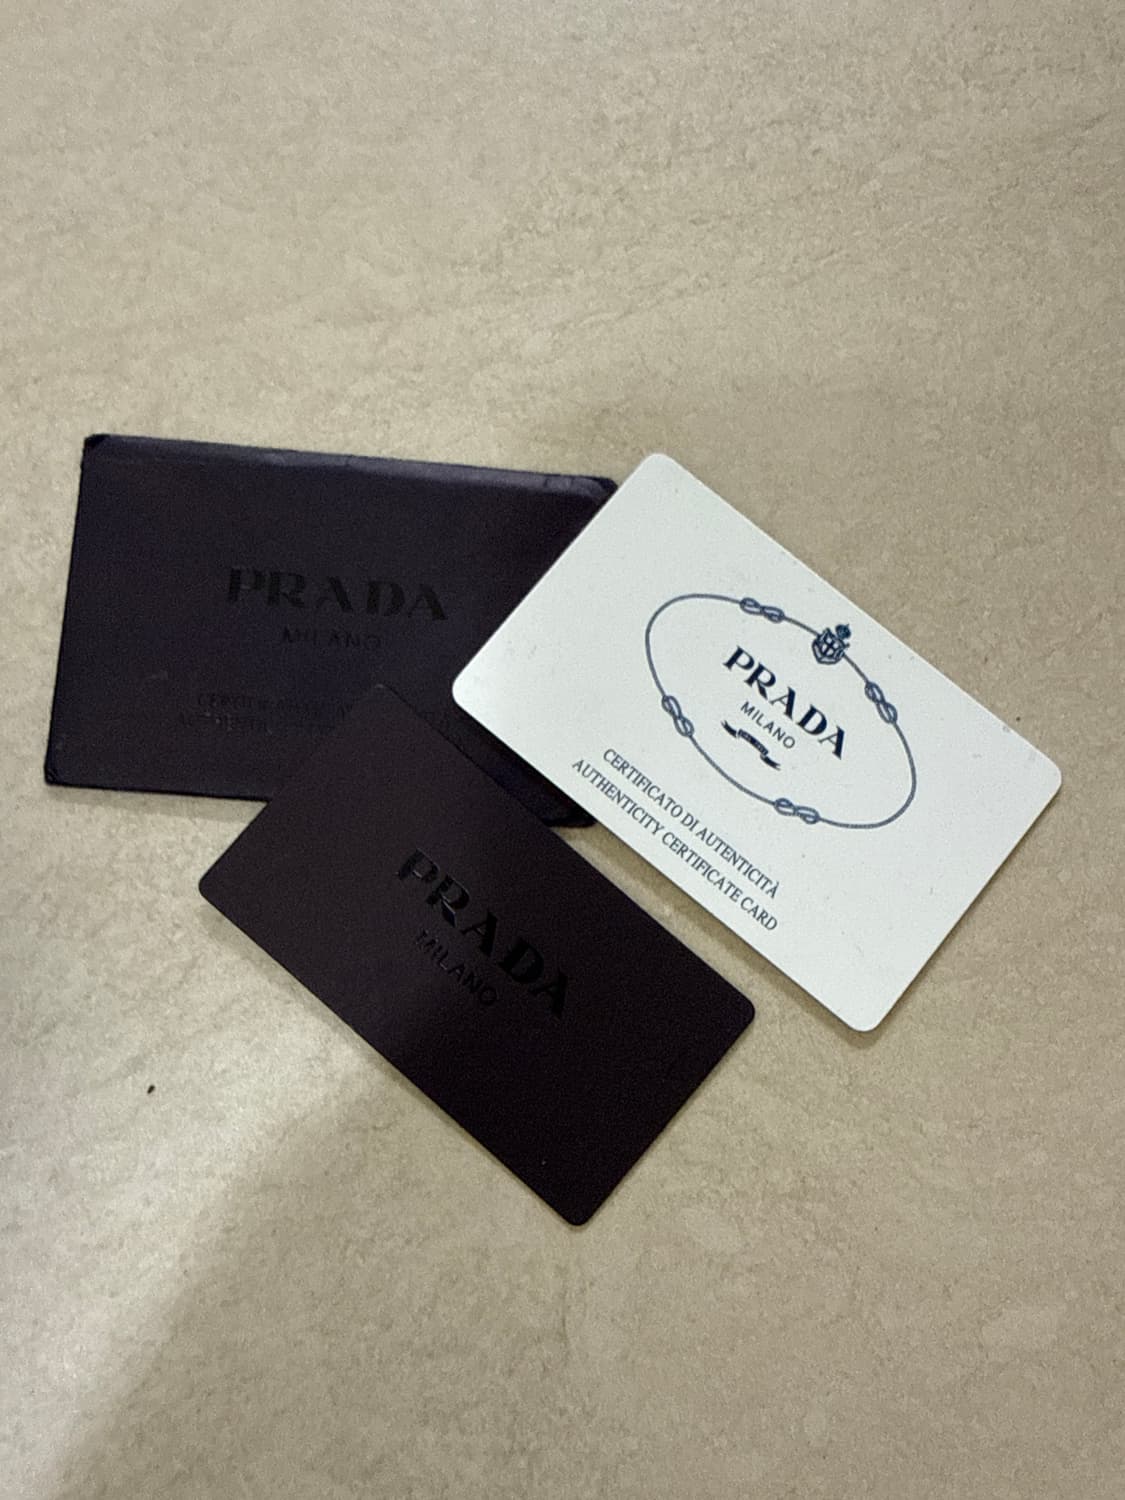 PRADA
MILANO
PRADA
MILANO
CERTIFICATO DI AUTENTICITÀ
AUTHENTICITY CERTIFICATE CARD
PRADA
MILANO